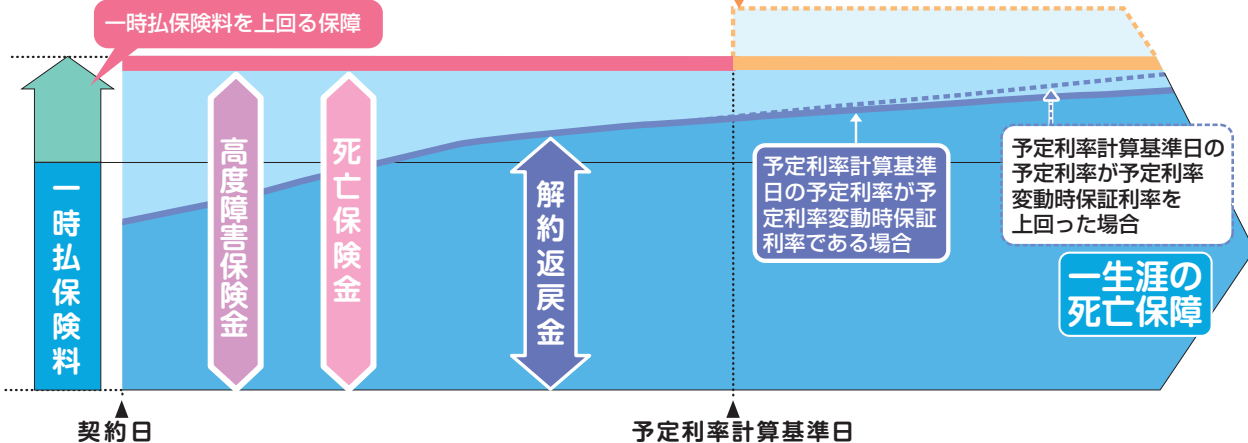 一時払保険料を上回る保障
一時払保険料
高度障害保険金
死亡保険金
解約返戻金
予定利率計算基準
日の予定利率が予
定利率変動時保証
利率である場合
予定利率計算基準日の
予定利率が予定利率
変動時保証利率を
上回った場合
一生涯の
死亡保障
契約日
予定利率計算基準日